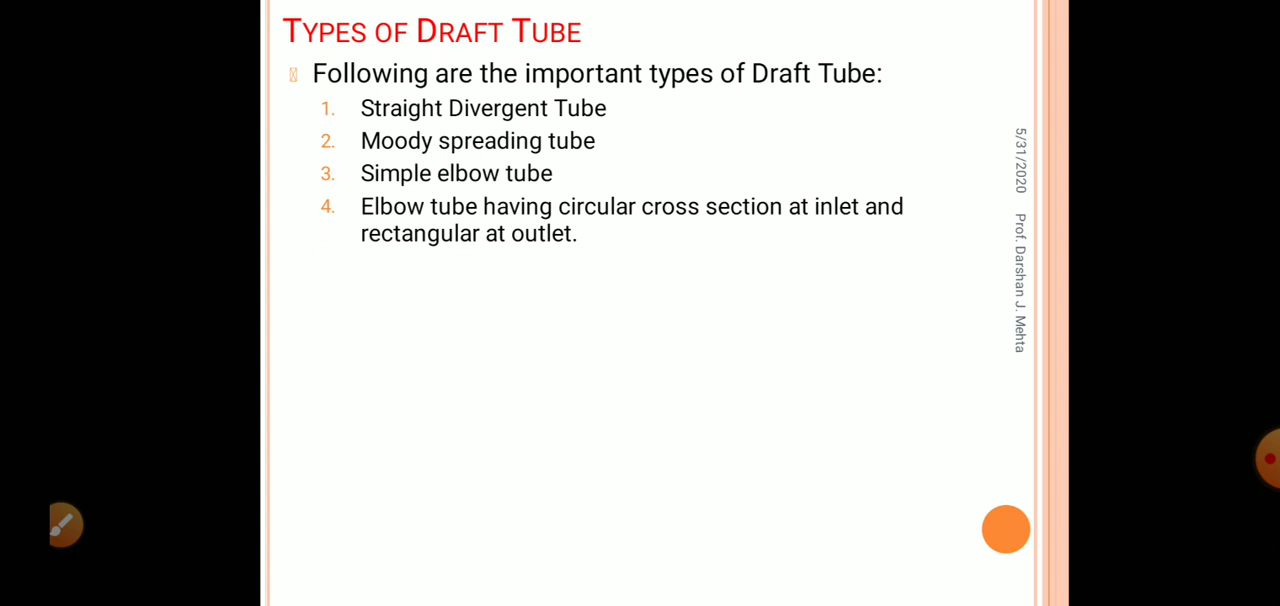 TYPES OF DRAFT TUBE
Following are the important types of Draft Tube:
1. Straight Divergent Tube
2. Moody spreading tube
3. Simple elbow tube
4. Elbow tube having circular cross section at inlet and
rectangular at outlet.
5/31/2020 Prof. Darshan J. Mehta